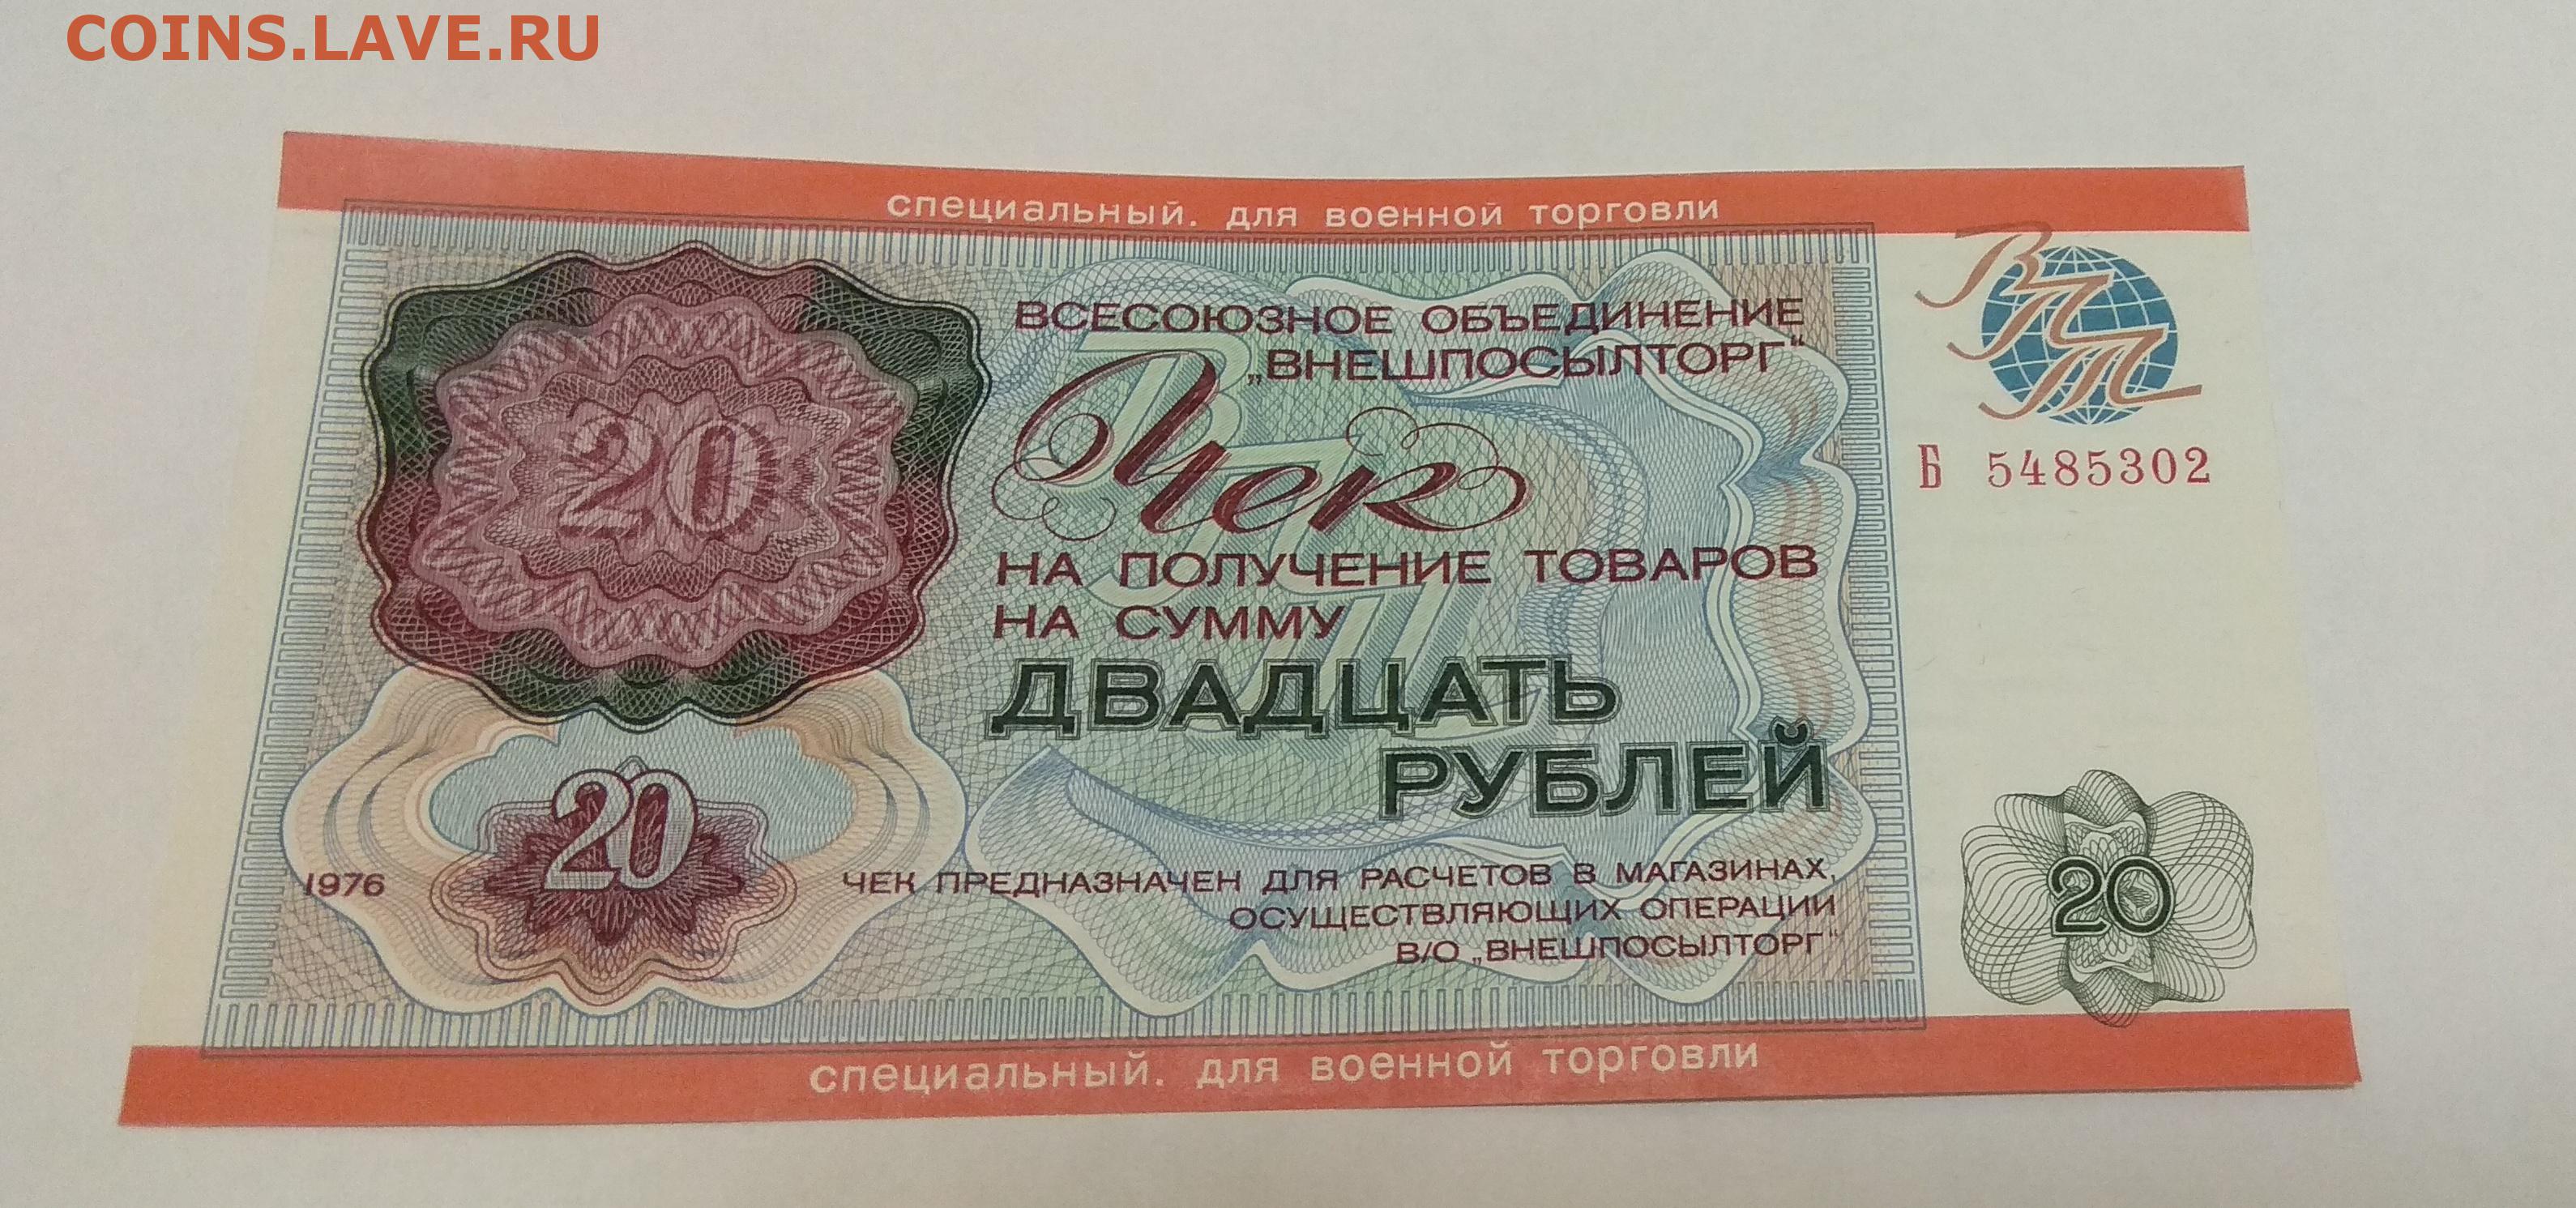 COINS.LAVE.RU
специальный. для военной торговли
ВСЕСОЮЗНОЕ ОБЪЕДИНЕНИЕ
„ВНЕШПОСЫЛТОРГ“
ВПТ
Чек
Б 5485302
20
НА ПОЛУЧЕНИЕ ТОВАРОВ
НА СУММУ
ДВАДЦАТЬ
РУБЛЕЙ
20
1976
ЧЕК ПРЕДНАЗНАЧЕН ДЛЯ РАСЧЕТОВ В МАГАЗИНАХ,
ОСУЩЕСТВЛЯЮЩИХ ОПЕРАЦИИ
В/О „ВНЕШПОСЫЛТОРГ“
20
специальный. для военной торговли